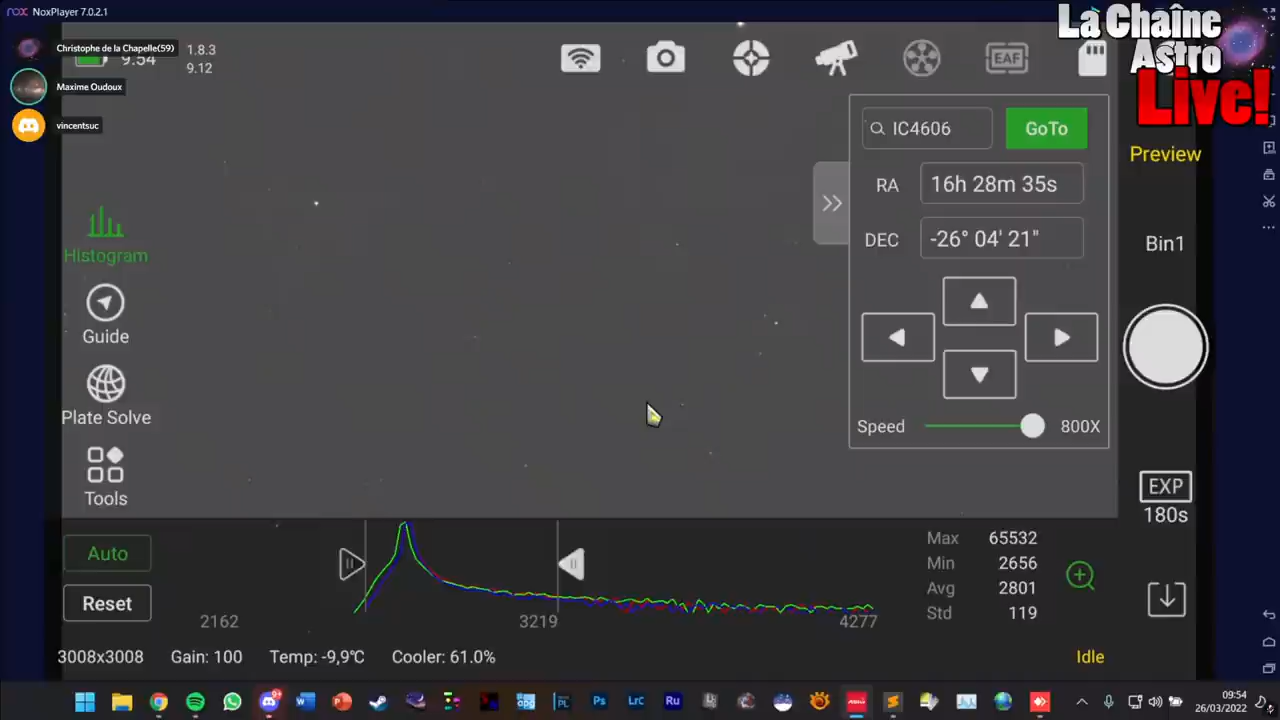 NoxPlayer 7.0.2.1
La Chaîne
Astro
Live!
Christophe de la Chapelle(59)
Maxime Oudoux
vincentsuc
9.54
1.8.3
9.12
EAF
IC4606
GoTo
RA
16h 28m 35s
DEC
-26° 04' 21"
Speed
800X
Preview
Bin1
EXP
180s
Histogram
Guide
Plate Solve
Tools
Auto
Reset
2162
3219
4277
Max 65532
Min 2656
Avg 2801
Std 119
3008x3008
Gain: 100
Temp: -9,9℃
Cooler: 61.0%
Idle
Ps
LrC
Ru
09:54
26/03/2022